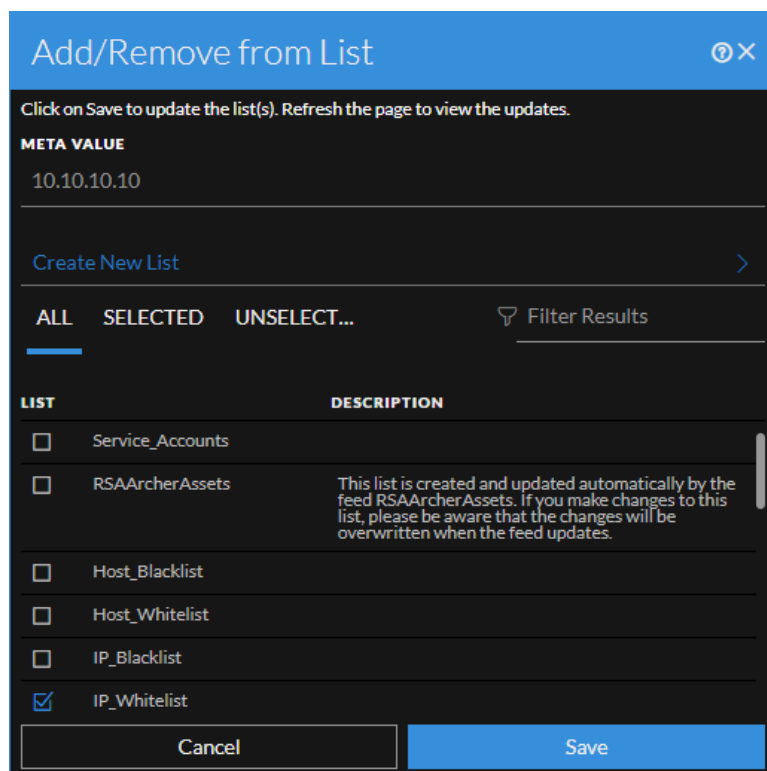 Add/Remove from List
Click on Save to update the list(s). Refresh the page to view the updates.
META VALUE
10.10.10.10
Create New List
ALL SELECTED UNSELECT... Filter Results
LIST DESCRIPTION
Service_Accounts
RSAArcherAssets This list is created and updated automatically by the
feed RSAArcherAssets. If you make changes to this
list, please be aware that the changes will be
overwritten when the feed updates.
Host_Blacklist
Host_Whitelist
IP_Blacklist
IP_Whitelist
Cancel Save